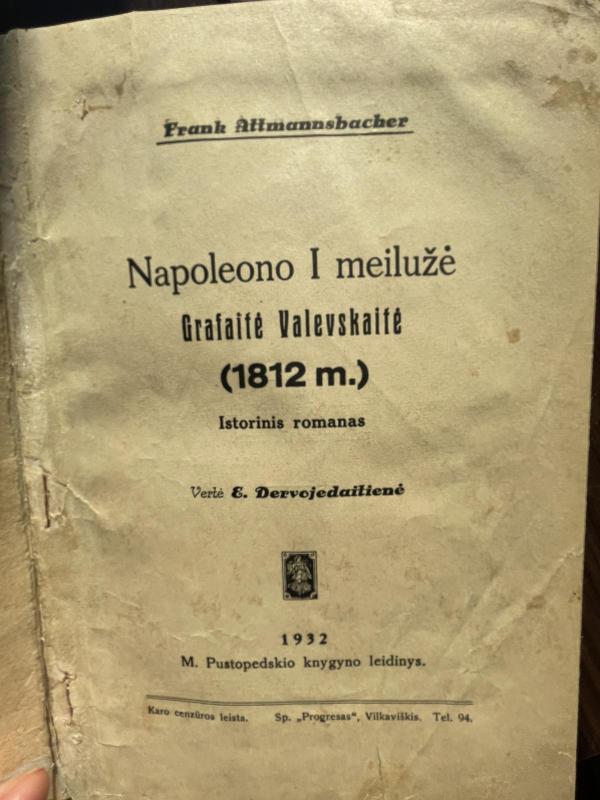 Frank Attmannsbacher
Napoleono I meilužė
Grafaitė Valevskaitė
(1812 m.)
Istorinis romanas
Vertė E. Dervojedaitienė
1932
M. Pustopedskio knygyno leidinys.
Karo cenzūros leista. Sp. „Progresas“, Vilkaviškis. Tel. 94.